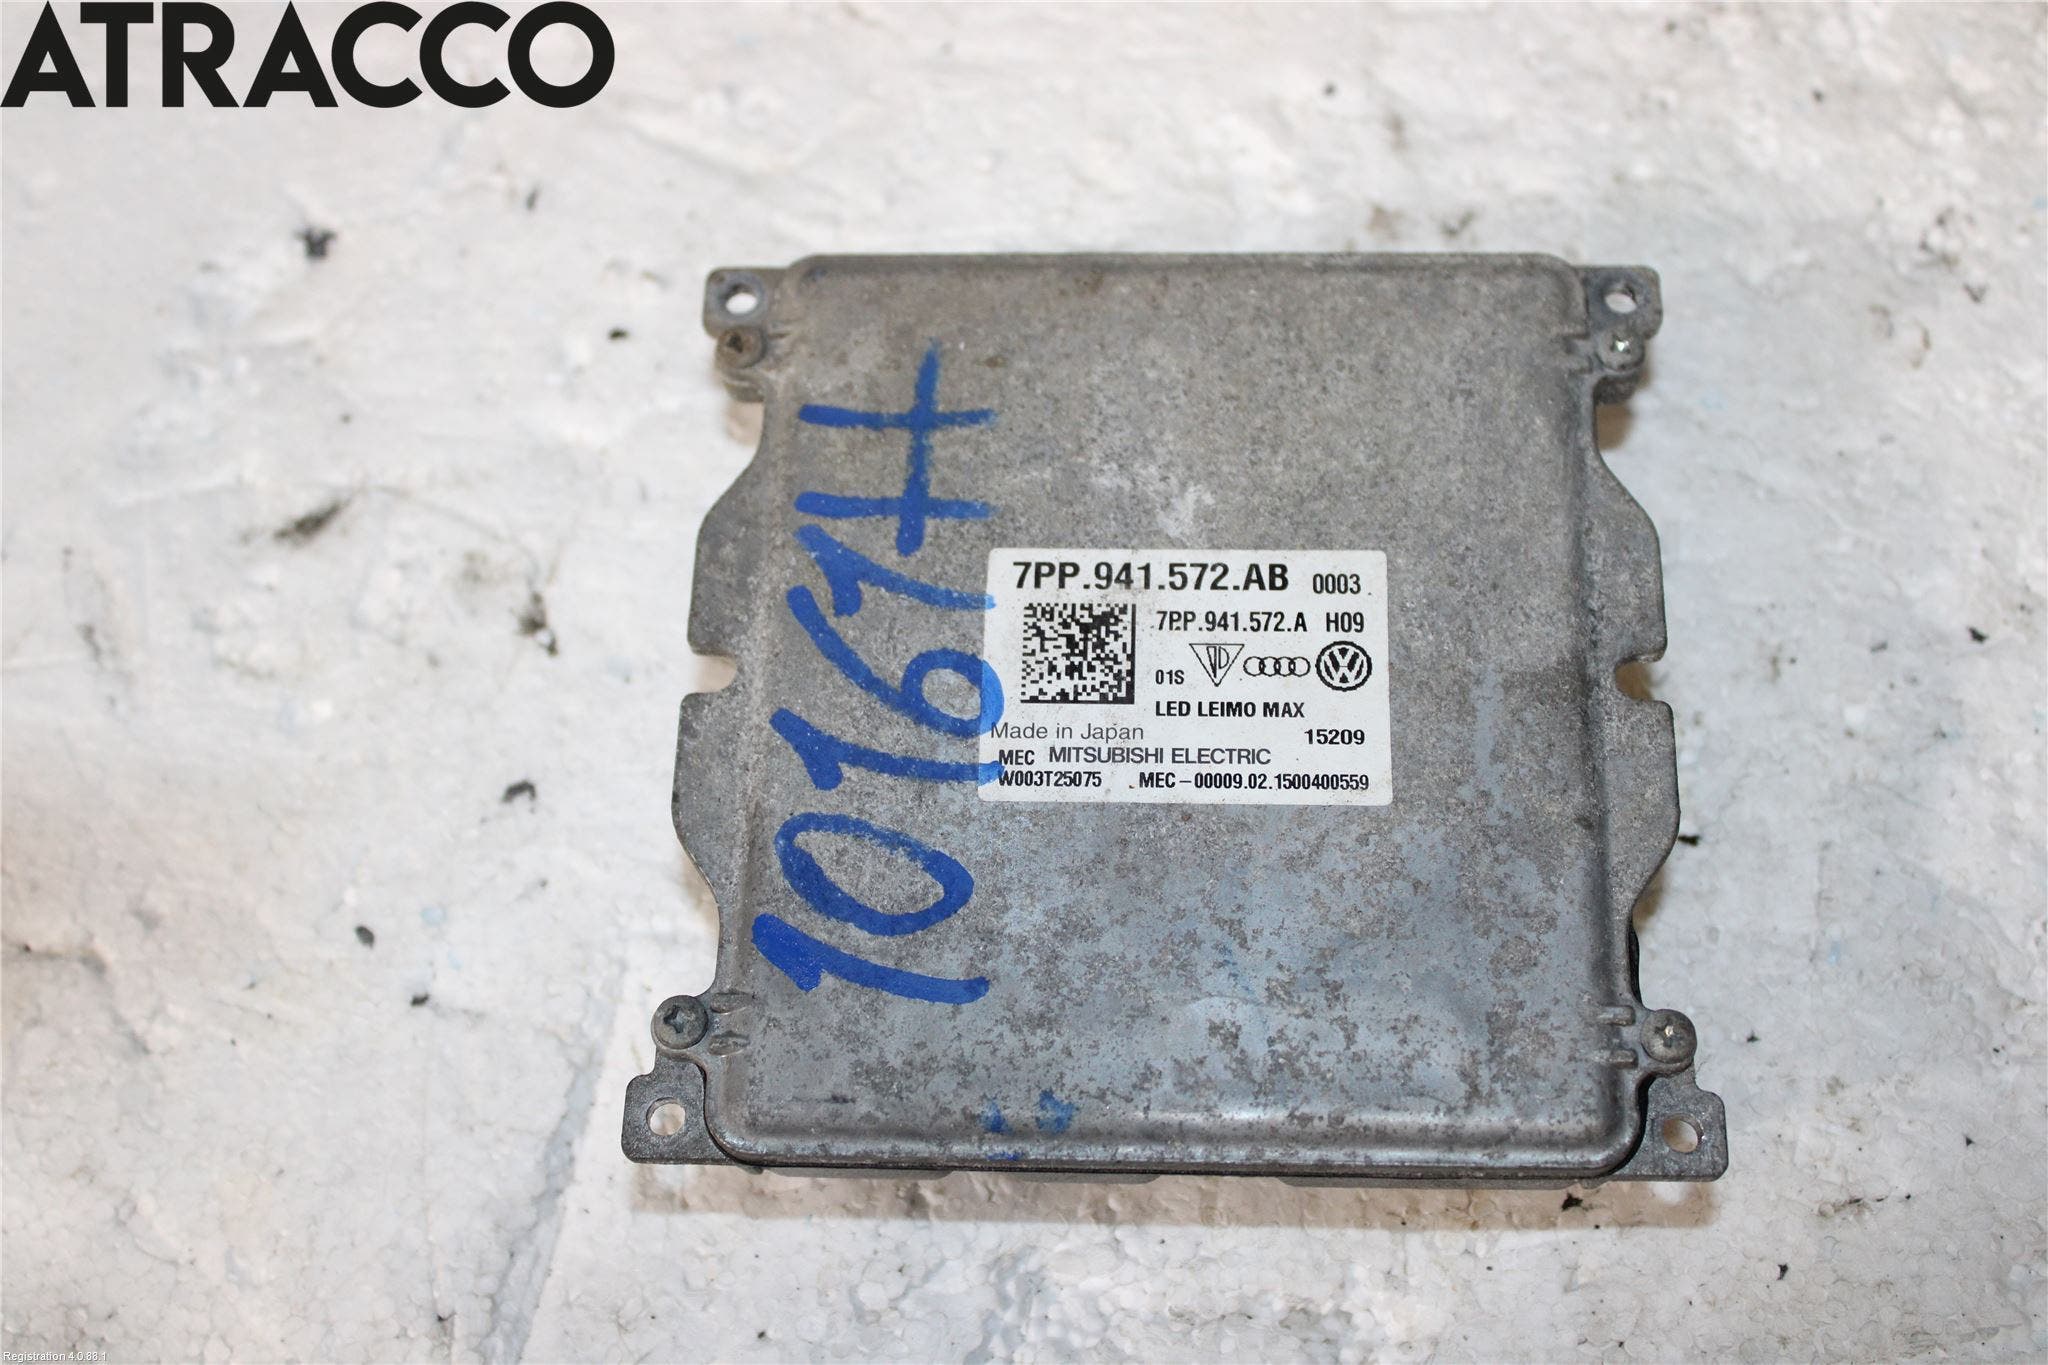 ATRACCO
10161H
7PP.941.572.AB 0003
7PP.941.572.A H09
01S
LED LEIMO MAX
Made in Japan 15209
MEC MITSUBISHI ELECTRIC
W003T25075 MEC-00009.02.1500400559
Registration 4.0.88.1